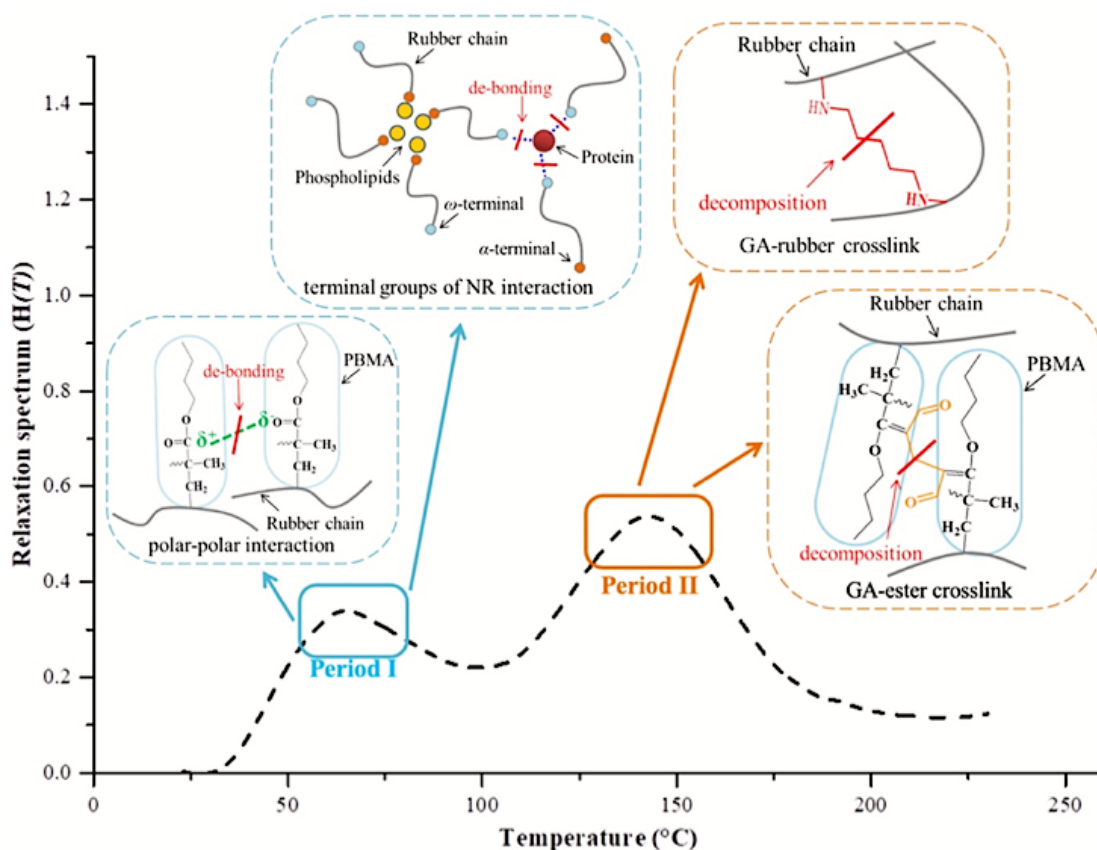 Relaxation spectrum (H(T))
1.4
1.2
1.0
0.8
0.6
0.4
0.2
0.0
0
50
100
150
200
250
Temperature (°C)
Rubber chain
de-bonding
Phospholipids
Protein
ω-terminal
α-terminal
terminal groups of NR interaction
Rubber chain
HN
HN
decomposition
GA-rubber crosslink
PBMA
de-bonding
O
O
O
δ+
δ-
O
CH3
CH3
CH2
CH2
Rubber chain
polar-polar interaction
Period I
Period II
Rubber chain
PBMA
H2C
H3C
O
O
O
O
CH3
CH2
decomposition
GA-ester crosslink